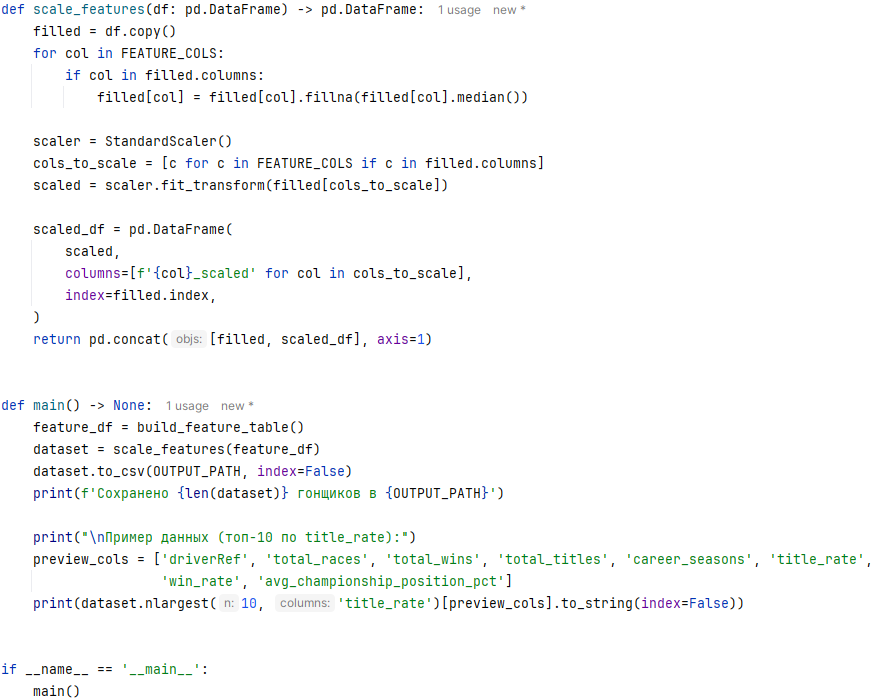 def scale_features(df: pd.DataFrame) -> pd.DataFrame: 1 usage new *
    filled = df.copy()
    for col in FEATURE_COLS:
        if col in filled.columns:
            filled[col] = filled[col].fillna(filled[col].median())

    scaler = StandardScaler()
    cols_to_scale = [c for c in FEATURE_COLS if c in filled.columns]
    scaled = scaler.fit_transform(filled[cols_to_scale])

    scaled_df = pd.DataFrame(
        scaled,
        columns=[f'{col}_scaled' for col in cols_to_scale],
        index=filled.index,
    )
    return pd.concat( objs: [filled, scaled_df], axis=1)


def main() -> None: 1 usage new *
    feature_df = build_feature_table()
    dataset = scale_features(feature_df)
    dataset.to_csv(OUTPUT_PATH, index=False)
    print(f'Сохранено {len(dataset)} гонщиков в {OUTPUT_PATH}')

    print("\nПример данных (топ-10 по title_rate):")
    preview_cols = ['driverRef', 'total_races', 'total_wins', 'total_titles', 'career_seasons', 'title_rate',
                    'win_rate', 'avg_championship_position_pct']
    print(dataset.nlargest( n: 10, columns: 'title_rate')[preview_cols].to_string(index=False))


if __name__ == '__main__':
    main()